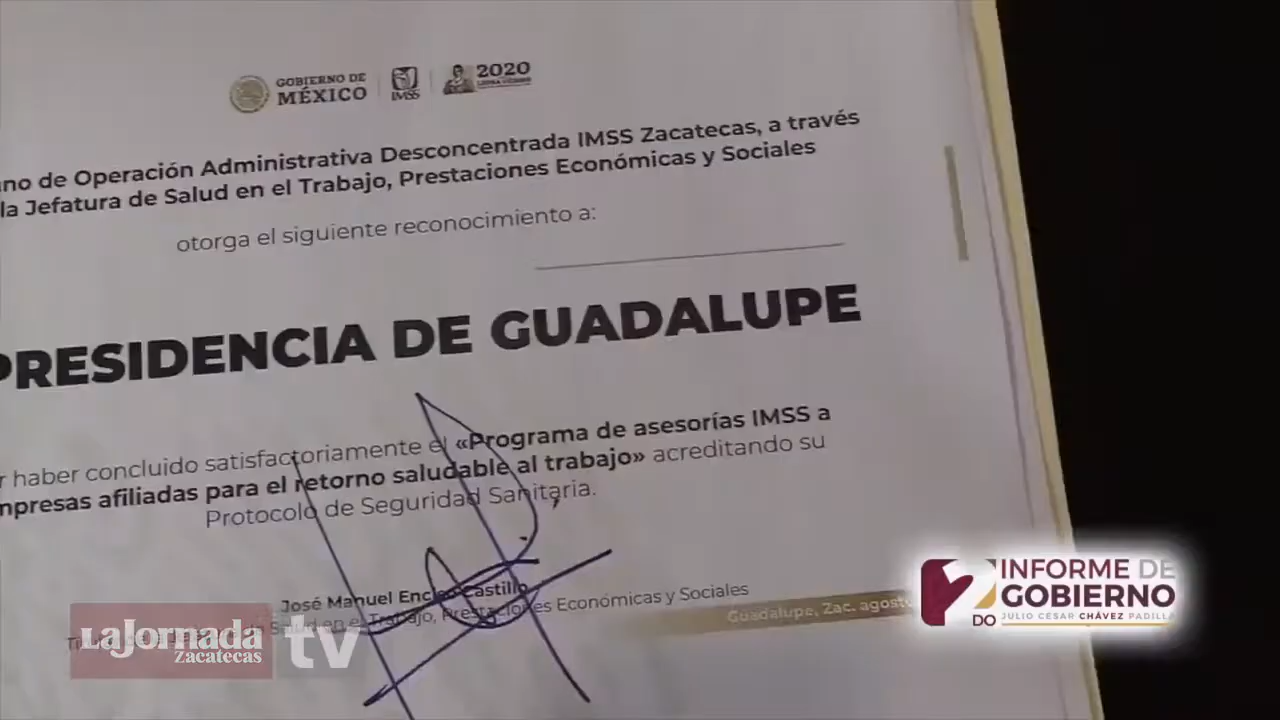 GOBIERNO DE
MÉXICO
IMSS
2020
no de Operación Administrativa Desconcentrada IMSS Zacatecas, a través
la Jefatura de Salud en el Trabajo, Prestaciones Económicas y Sociales
otorga el siguiente reconocimiento a:
PRESIDENCIA DE GUADALUPE
r haber concluido satisfactoriamente el «Programa de asesorías IMSS a
mpresas afiliadas para el retorno saludable al trabajo» acreditando su
Protocolo de Seguridad Sanitaria.
José Manuel Castillo
Salud en el Trabajo, Prestaciones Económicas y Sociales
Guadalupe, Zac. agosto
LaJornada
Zacatecas
tv
2DO
INFORME DE
GOBIERNO
JULIO CÉSAR CHÁVEZ PADILLA